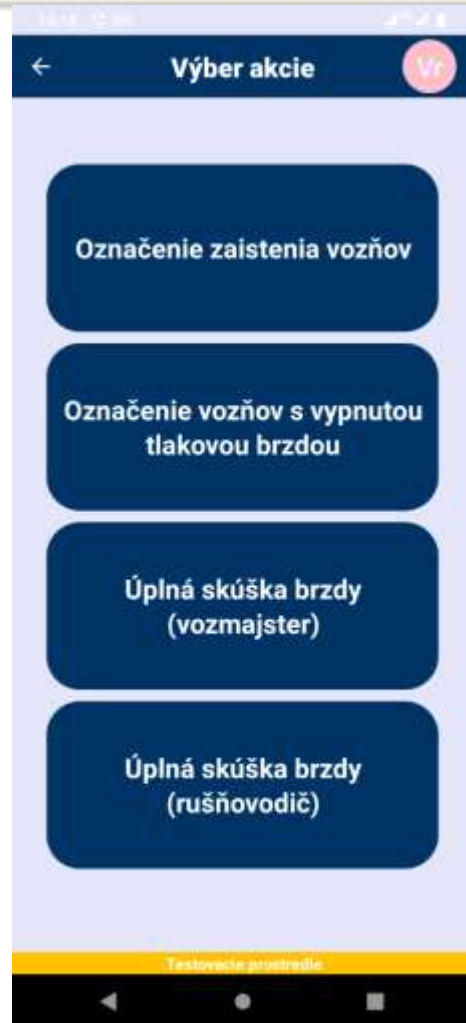 Výber akcie
Vr
Označenie zaistenia vozňov
Označenie vozňov s vypnutou
tlakovou brzdou
Úplná skúška brzdy
(vozmajster)
Úplná skúška brzdy
(rušňovodič)
Testovacie prostredie